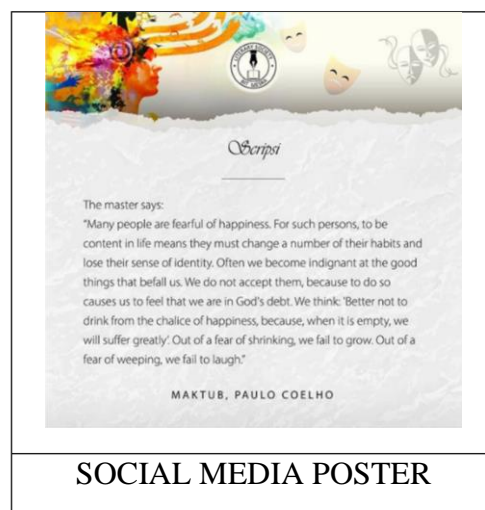 Scripsi
The master says:
“Many people are fearful of happiness. For such persons, to be
content in life means they must change a number of their habits and
lose their sense of identity. Often we become indignant at the good
things that befall us. We do not accept them, because to do so
causes us to feel that we are in God's debt. We think: 'Better not to
drink from the chalice of happiness, because, when it is empty, we
will suffer greatly'. Out of a fear of shrinking, we fail to grow. Out of a
fear of weeping, we fail to laugh.”
MAKTUB, PAULO COELHO
SOCIAL MEDIA POSTER